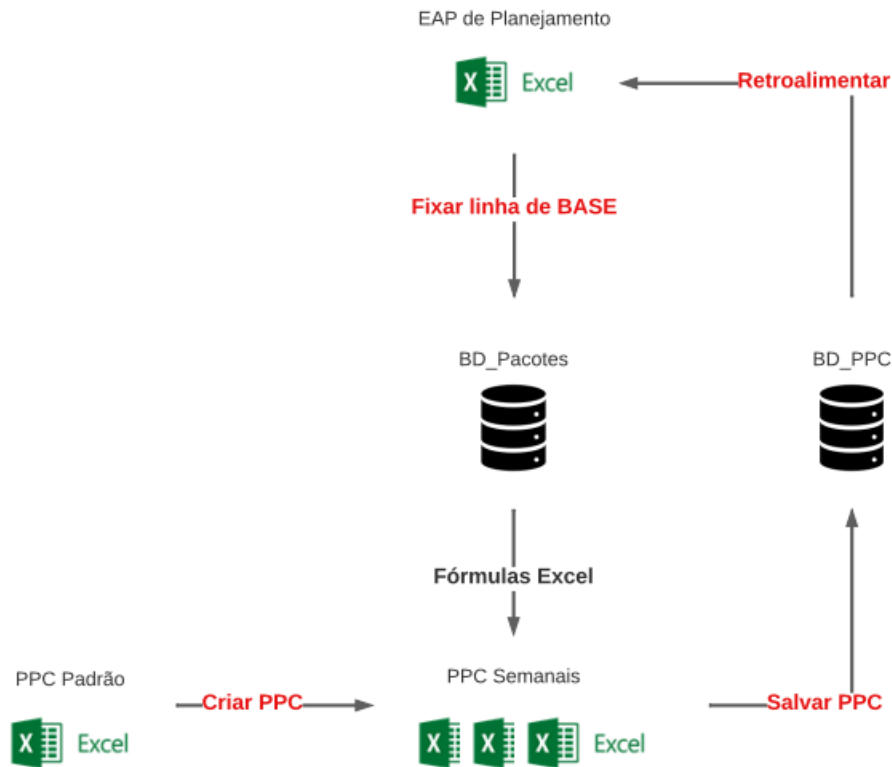 EAP de Planejamento
X Excel
Retroalimentar
Fixar linha de BASE
BD_Pacotes
BD_PPC
Fórmulas Excel
PPC Padrão
Criar PPC
PPC Semanais
Salvar PPC
X Excel
X X X Excel